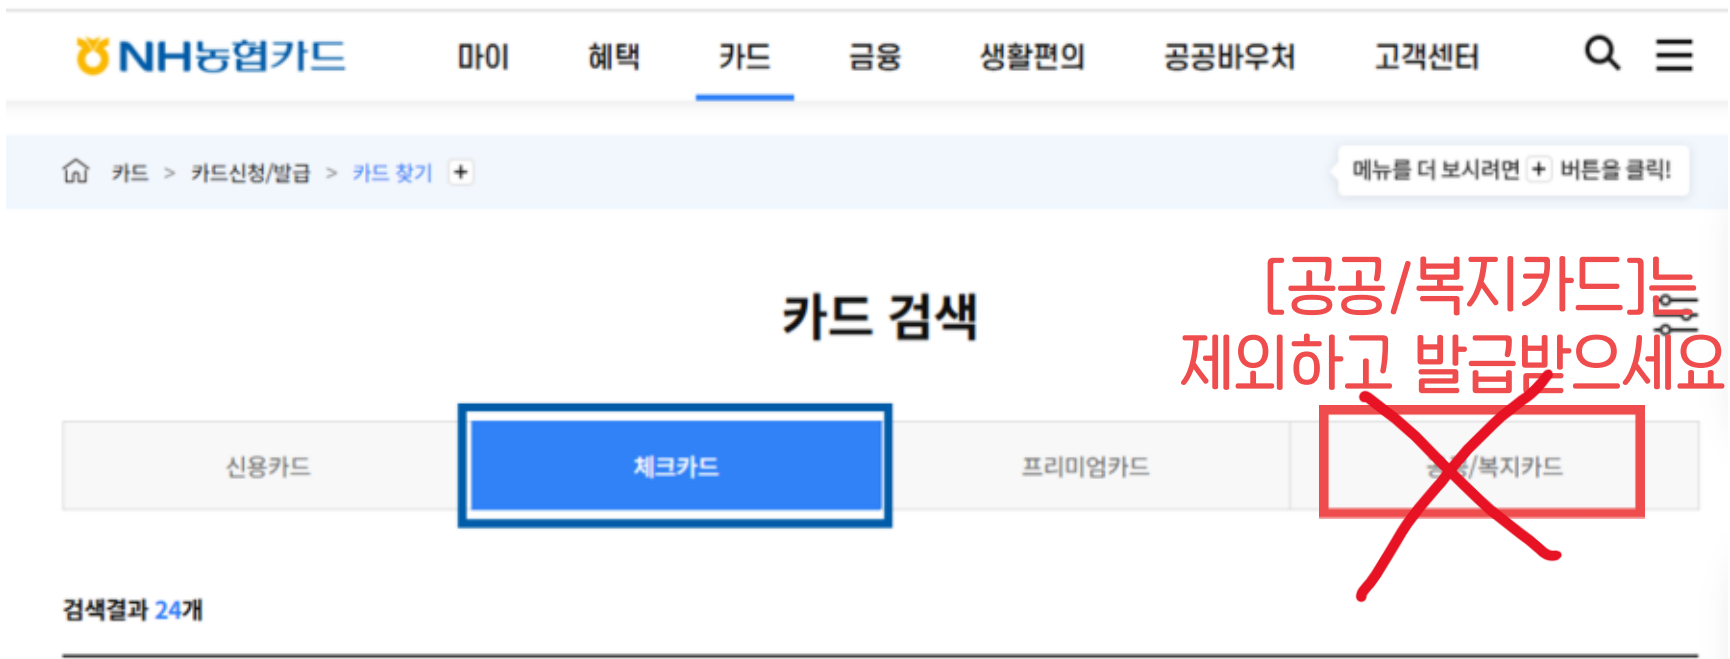 NH농협카드 마이 혜택 카드 금융 생활편의 공공바우처 고객센터
카드 > 카드신청/발급 > 카드 찾기 + 메뉴를 더 보시려면 + 버튼을 클릭!
[공공/복지카드]는
카드 검색
제외하고 발급받으세요
신용카드 체크카드 프리미엄카드 공공/복지카드
검색결과 24개